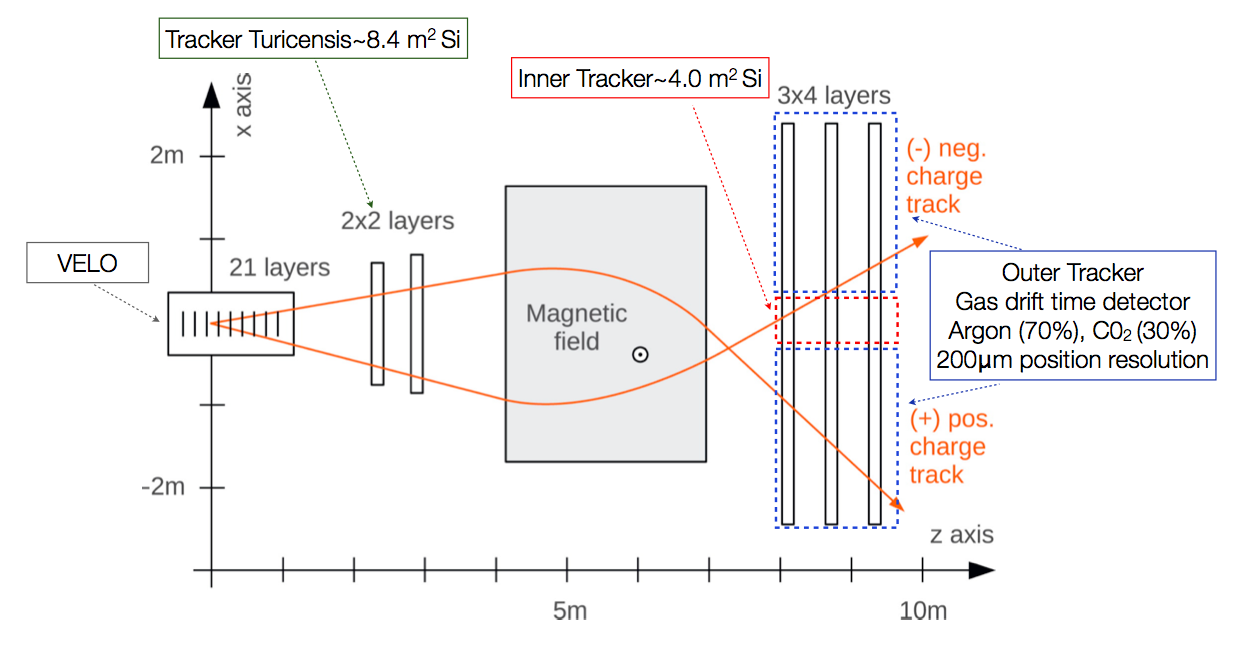 Tracker Turicensis~8.4 m² Si
Inner Tracker~4.0 m² Si
x axis
3x4 layers
2m
(-) neg.
charge
track
2x2 layers
VELO
21 layers
Outer Tracker
Gas drift time detector
Argon (70%), C0₂ (30%)
200μm position resolution
Magnetic
field
(+) pos.
charge
track
-2m
z axis
5m
10m